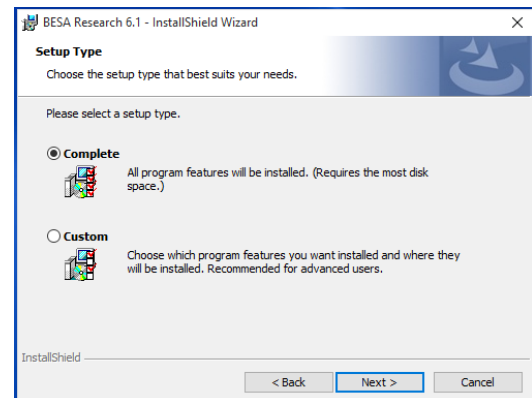 BESA Research 6.1 - InstallShield Wizard
Setup Type
Choose the setup type that best suits your needs.
Please select a setup type.
Complete
All program features will be installed. (Requires the most disk
space.)
Custom
Choose which program features you want installed and where they
will be installed. Recommended for advanced users.
InstallShield
< Back Next > Cancel